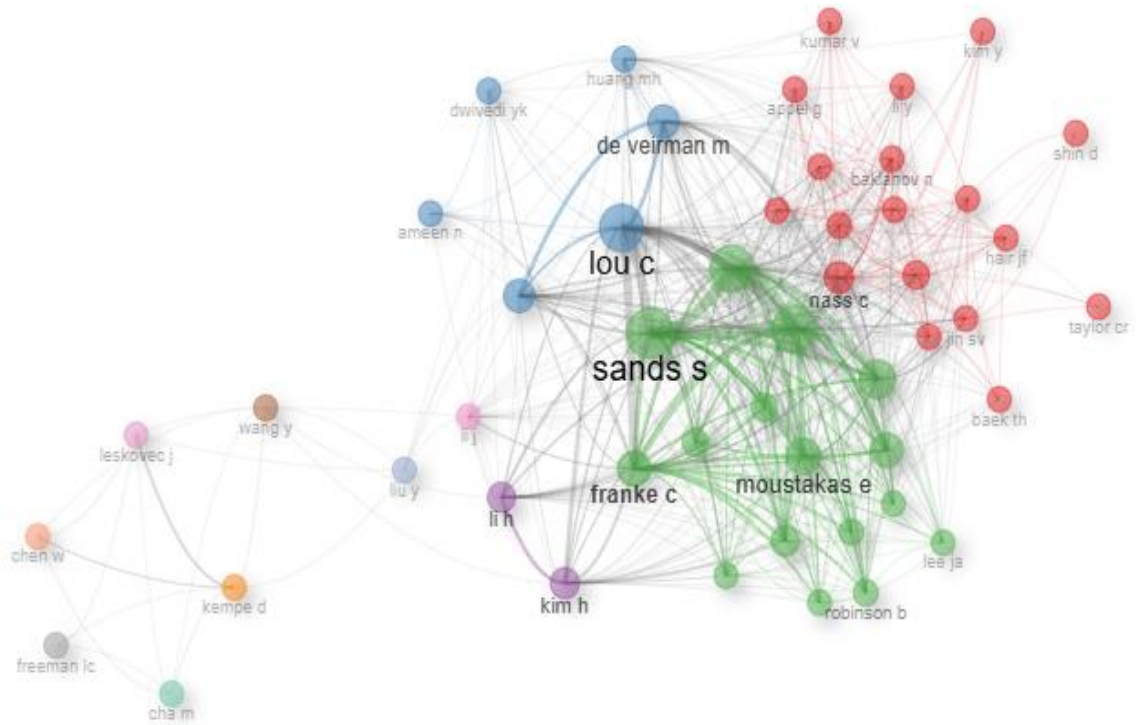 kumar v
kim y
huang mh
dwivedi yk
appel g
li y
shin d
de veirman m
baklanov n
ameen n
hair jf
lou c
nass c
taylor cr
jin sv
sands s
baek th
wang y
li j
leskovec j
liu y
franke c
moustakas e
li h
chen w
lee ja
kempe d
kim h
robinson b
freeman lc
cha m